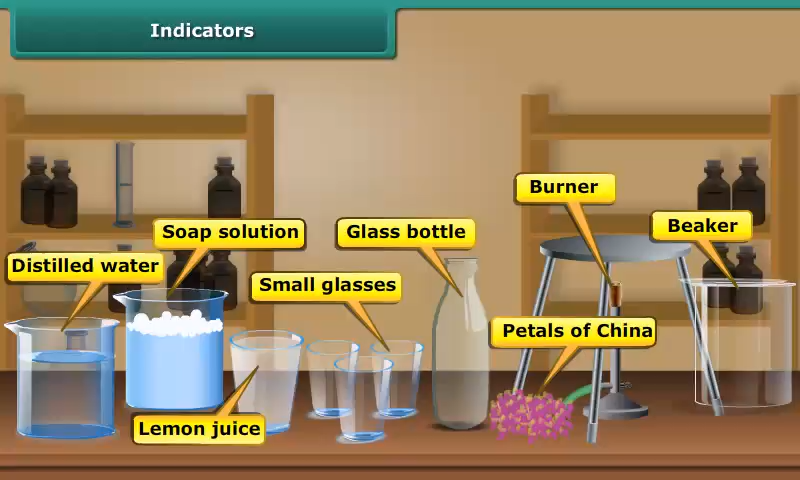 Indicators
Burner
Soap solution
Glass bottle
Beaker
Distilled water
Small glasses
Petals of China
Lemon juice